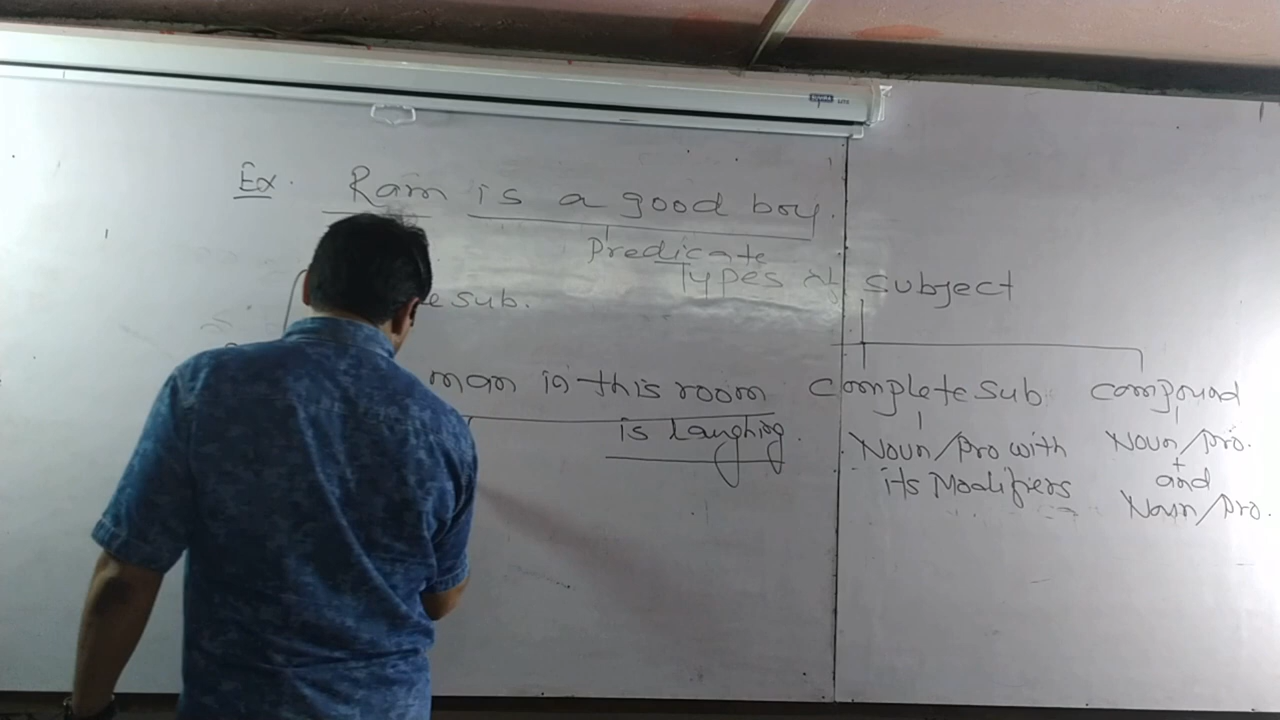 Ex. Ram is a good boy.
Predicate
Types of subject
e sub.
man in this room
is laughing.
complete sub compound
Noun/pro with
its Modifiers
Noun/pro.
+
and
Noun/pro.